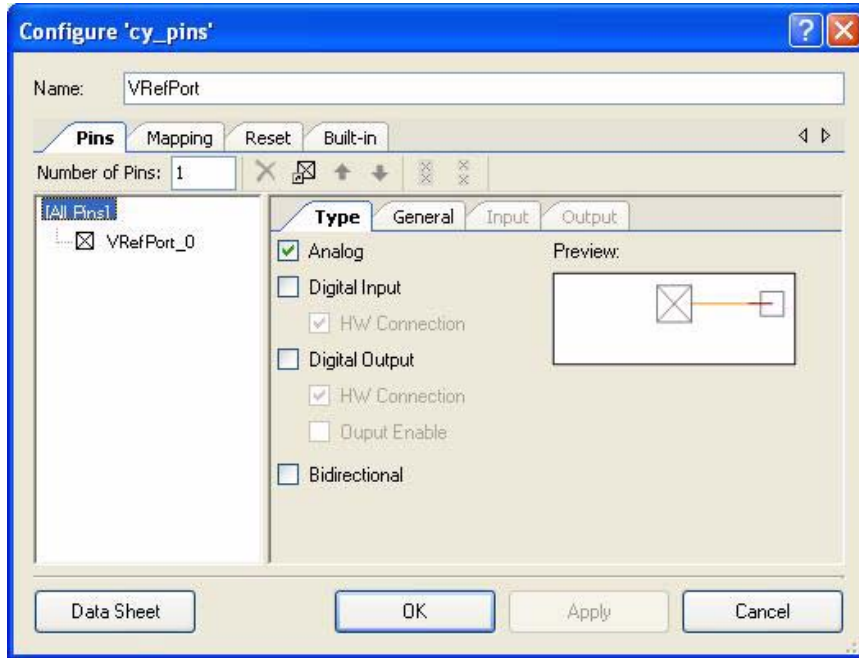 Configure 'cy_pins'
Name: VRefPort
Pins Mapping Reset Built-in
Number of Pins: 1
[All Pins] Type General Input Output
VRefPort_0 Analog Preview:
Digital Input
HW Connection
Digital Output
HW Connection
Ouput Enable
Bidirectional
Data Sheet OK Apply Cancel